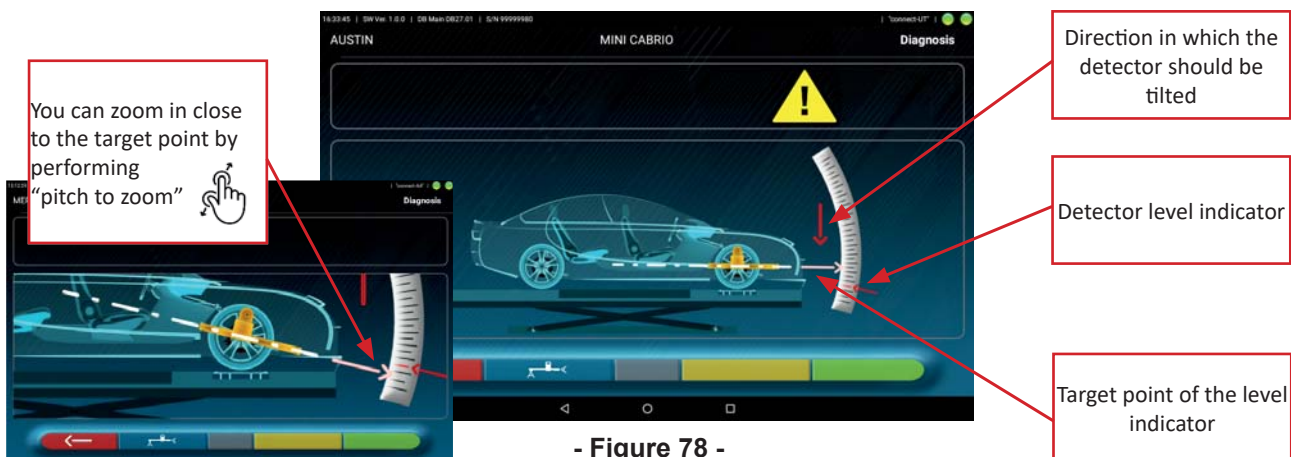 16:33:45 | SW Ver. 1.0.0 | DB Main DB27.01 | S/N 99999980
| "connect-UT" |
AUSTIN
MINI CABRIO
Diagnosis
Direction in which the
detector should be
tilted
You can zoom in close
to the target point by
performing
"pitch to zoom"
Diagnosis
Detector level indicator
Target point of the level
indicator
- Figure 78 -